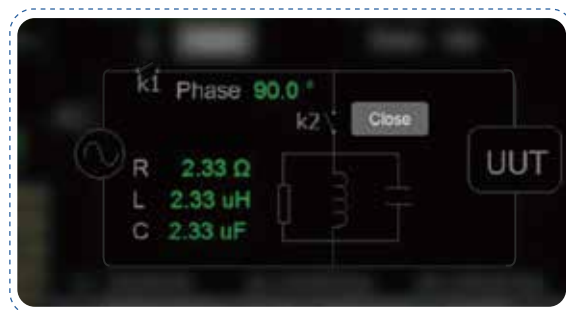 k1 Phase 90.0 °
k2 Close
R 2.33 Ω
UUT
L 2.33 uH
C 2.33 uF